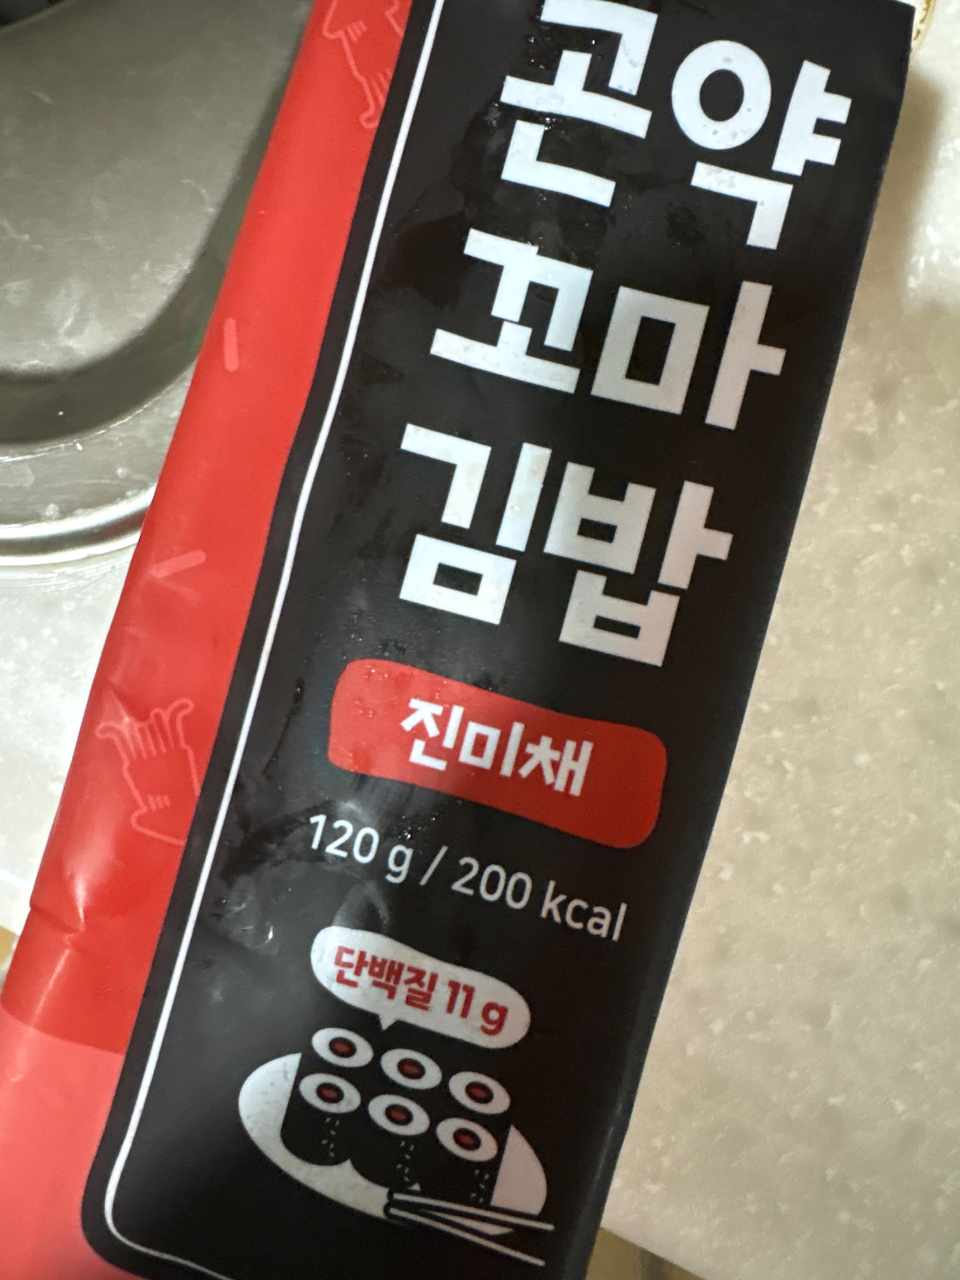 곤약
꼬마
김밥
진미채
120 g / 200 kcal
단백질 11 g